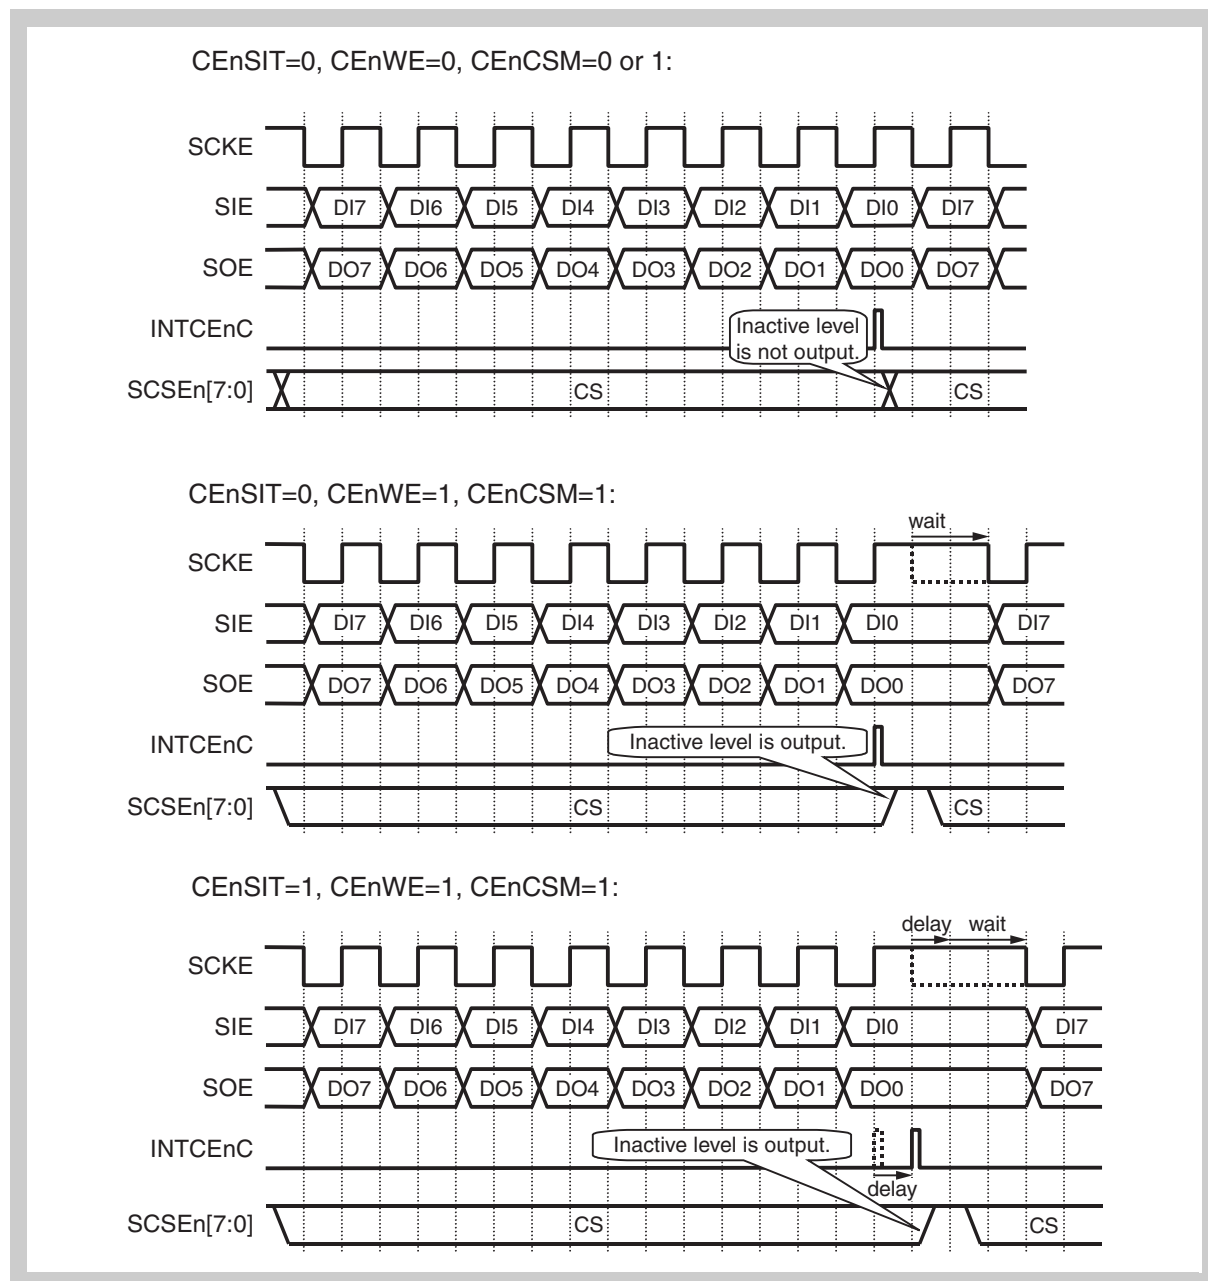 CEnSIT=0, CEnWE=0, CEnCSM=0 or 1:
SCKE
SIE DI7 DI6 DI5 DI4 DI3 DI2 DI1 DI0 DI7
SOE DO7 DO6 DO5 DO4 DO3 DO2 DO1 DO0 DO7
INTCEnC
Inactive level
is not output.
SCSEn[7:0] CS CS
CEnSIT=0, CEnWE=1, CEnCSM=1:
wait
SCKE
SIE DI7 DI6 DI5 DI4 DI3 DI2 DI1 DI0 DI7
SOE DO7 DO6 DO5 DO4 DO3 DO2 DO1 DO0 DO7
INTCEnC Inactive level is output.
SCSEn[7:0] CS CS
CEnSIT=1, CEnWE=1, CEnCSM=1:
delay wait
SCKE
SIE DI7 DI6 DI5 DI4 DI3 DI2 DI1 DI0 DI7
SOE DO7 DO6 DO5 DO4 DO3 DO2 DO1 DO0 DO7
INTCEnC Inactive level is output.
delay
SCSEn[7:0] CS CS